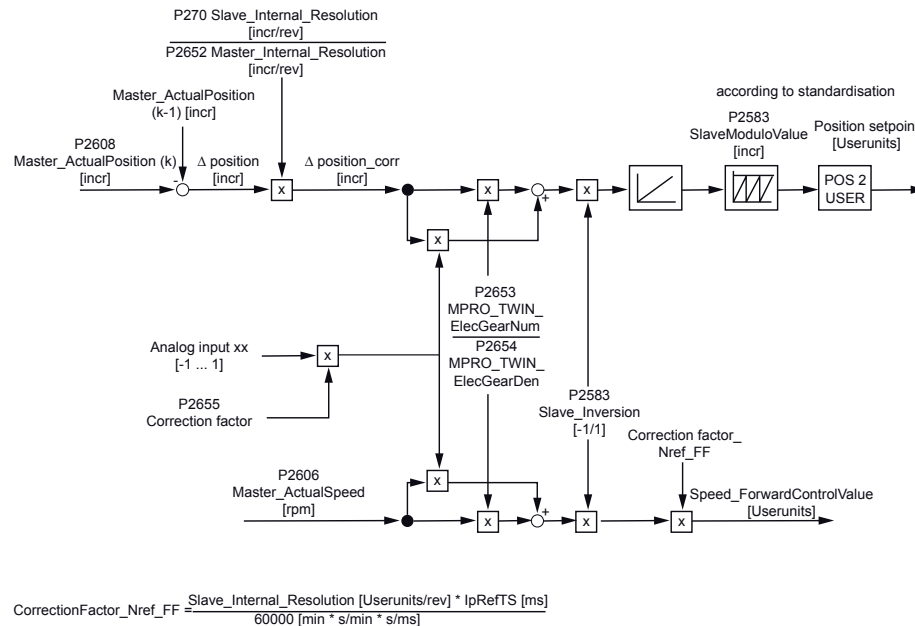 P270 Slave_Internal_Resolution
[incr/rev]
P2652 Master_Internal_Resolution
[incr/rev]
Master_ActualPosition
(k-1) [incr]
according to standardisation
P2608
Master_ActualPosition (k)
[incr]
-
Δ position
[incr]
Δ position_corr
[incr]
P2583
SlaveModuloValue
[incr]
Position setpoin
[Userunits]
x
x
+
x
POS 2
USER
x
P2653
MPRO_TWIN_
ElecGearNum
P2654
MPRO_TWIN_
ElecGearDen
Analog input xx
[-1 ... 1]
x
P2655
Correction factor
P2583
Slave_Inversion
[-1/1]
Correction factor_
Nref_FF
P2606
Master_ActualSpeed
[rpm]
x
x
+
x
x
Speed_ForwardControlValue
[Userunits]
CorrectionFactor_Nref_FF =
Slave_Internal_Resolution [Userunits/rev] * IpRefTS [ms]
60000 [min * s/min * s/ms]